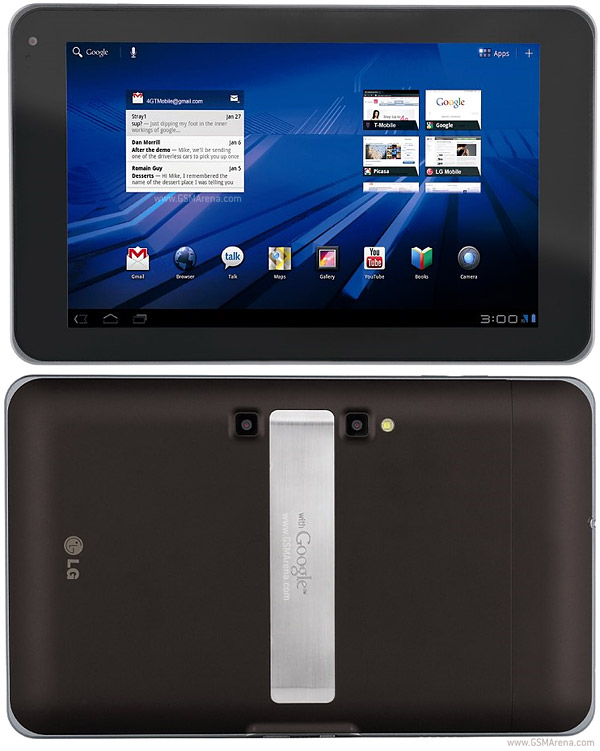 Google
Apps
4GTMobile@gmail.com
Stray1 Jan 27
sup? — just dipping my foot in the inner
workings of google...
Dan Morrill Jan 6
After the demo — Mike, we'll be sending
one of the driverless cars to pick you up once
Romain Guy Jan 5
Desserts — Hi Mike, I remembered the
name of the dessert place I was telling you
T-Mobile
Google
Google
Picasa
LG Mobile
www.GSMArena.com
talk
You
Tube
Gmail
Browser
Talk
Maps
Gallery
YouTube
Books
Camera
3:00
with Google™
www.GSMArena.com
LG
www.GSMArena.com